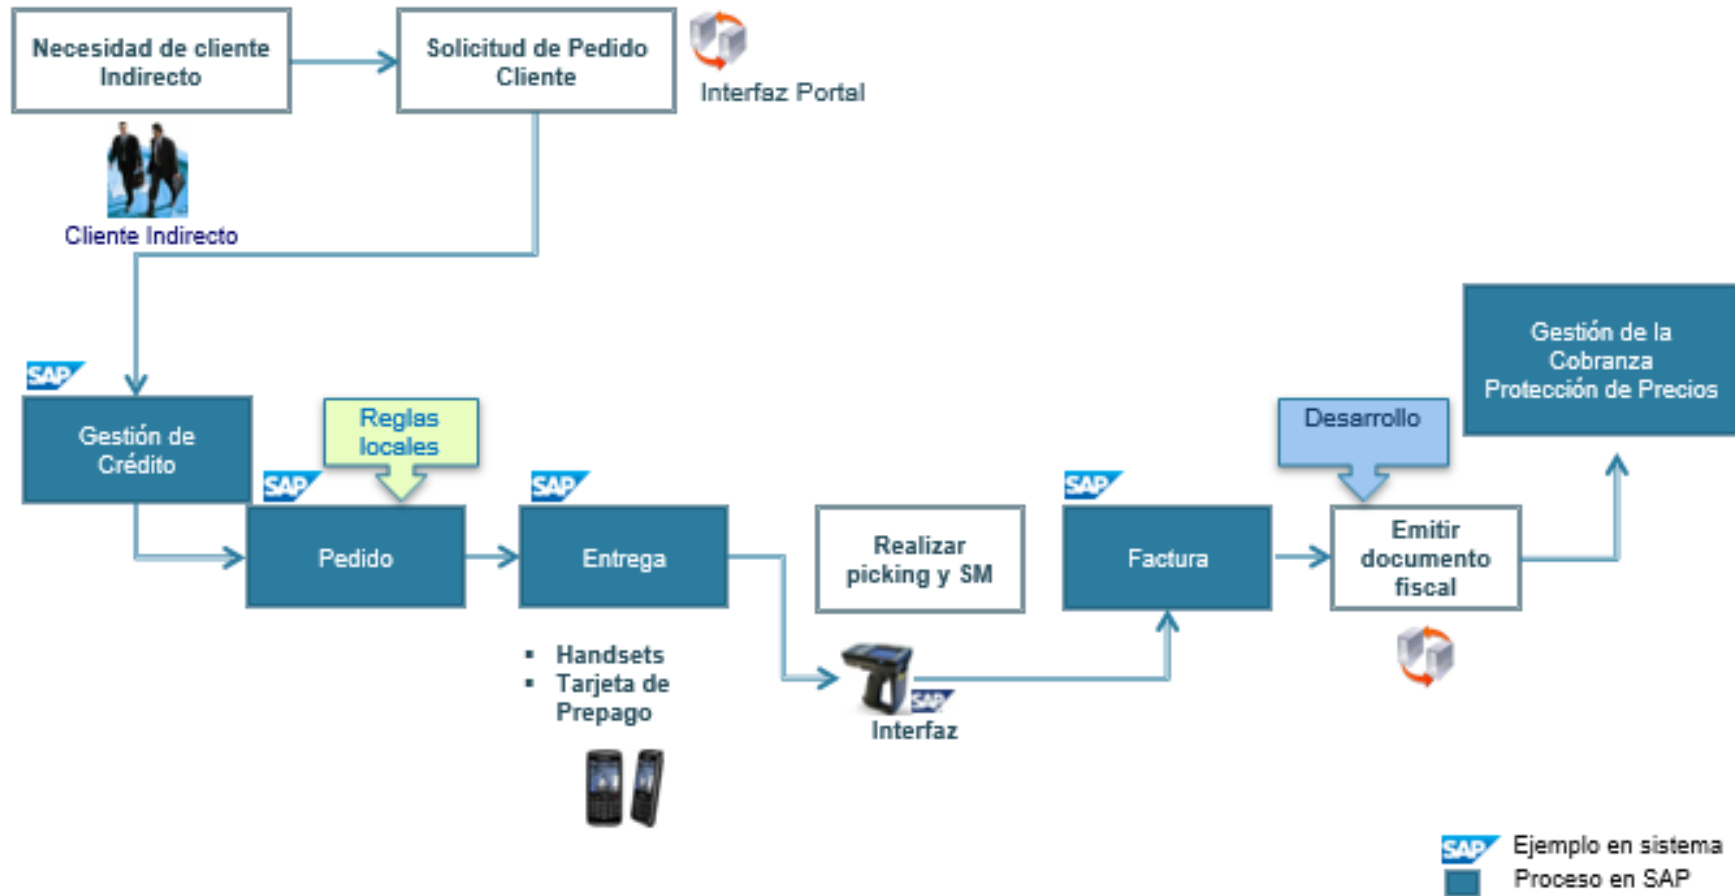 Necesidad de cliente
Indirecto
Solicitud de Pedido
Cliente
Interfaz Portal
Cliente Indirecto
SAP
Gestión de
Crédito
Reglas
locales
SAP
Pedido
SAP
Entrega
▪ Handsets
▪ Tarjeta de
Prepago
Realizar
picking y SM
SAP
Interfaz
SAP
Factura
Desarrollo
Emitir
documento
fiscal
Gestión de la
Cobranza
Protección de Precios
SAP Ejemplo en sistema
Proceso en SAP